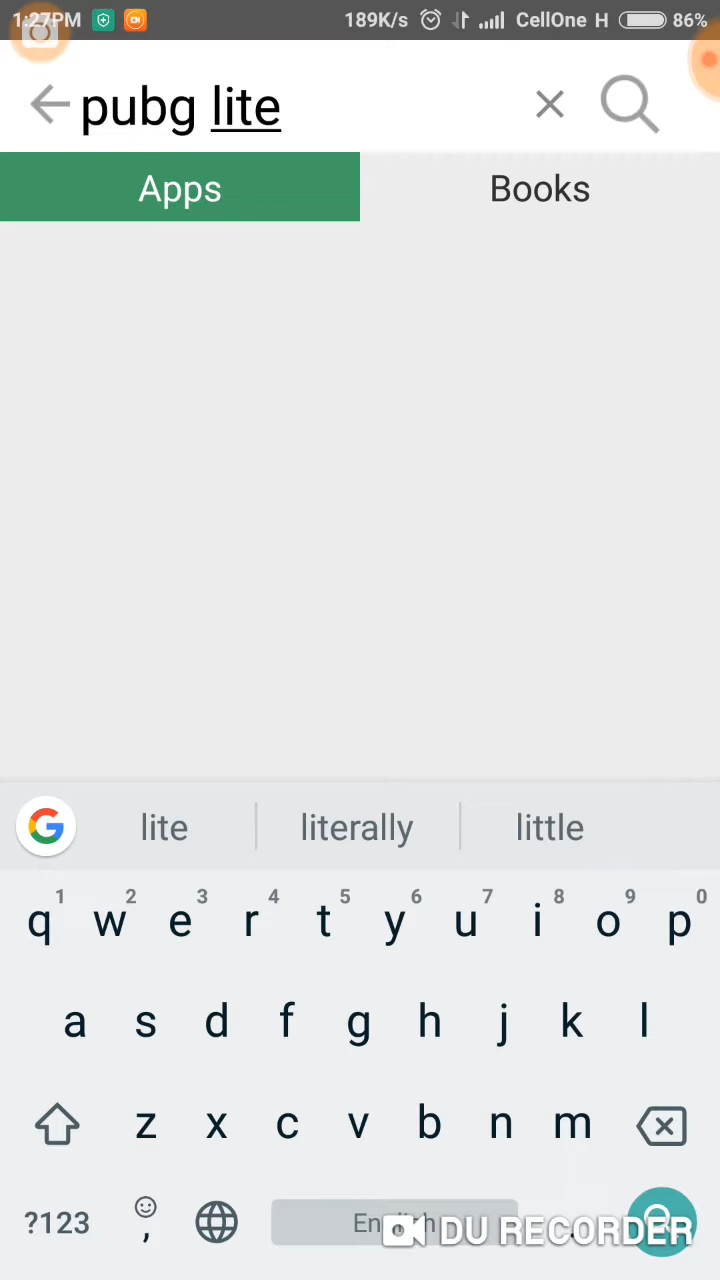 1:27PM 189K/s CellOne H 86%
pubg lite
Apps Books
lite literally little
1 2 3 4 5 6 7 8 9 0
q w e r t y u i o p
a s d f g h j k l
z x c v b n m
?123 , DU RECORDER